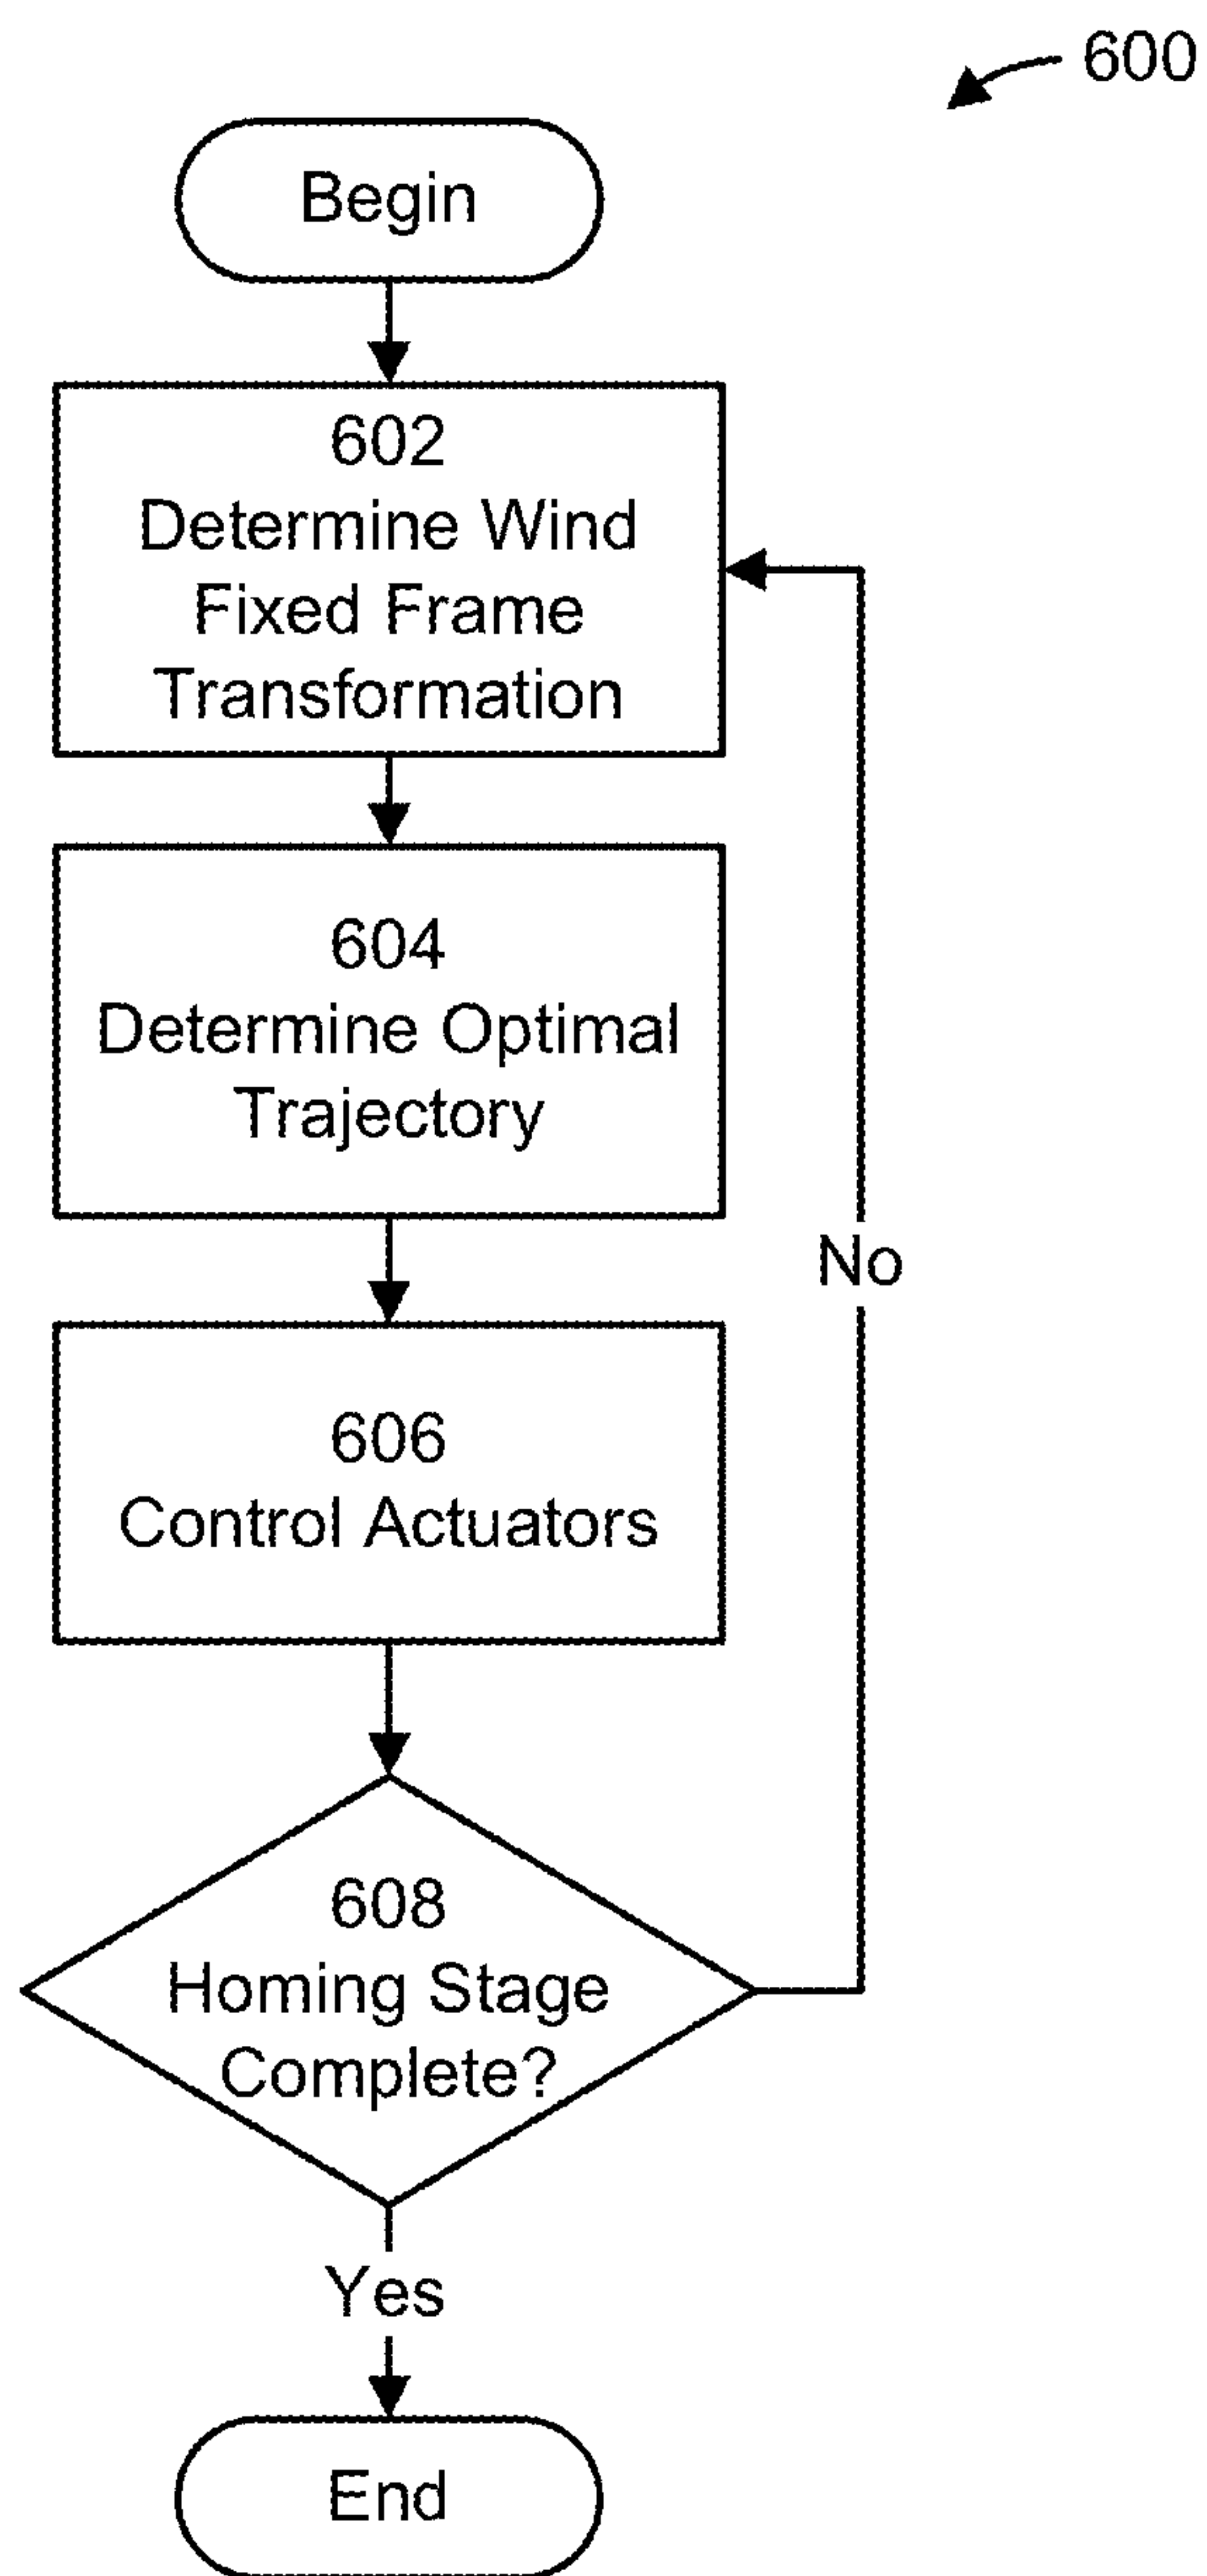 600
Begin
602
Determine Wind
Fixed Frame
Transformation
604
Determine Optimal
Trajectory
No
606
Control Actuators
608
Homing Stage
Complete?
Yes
End